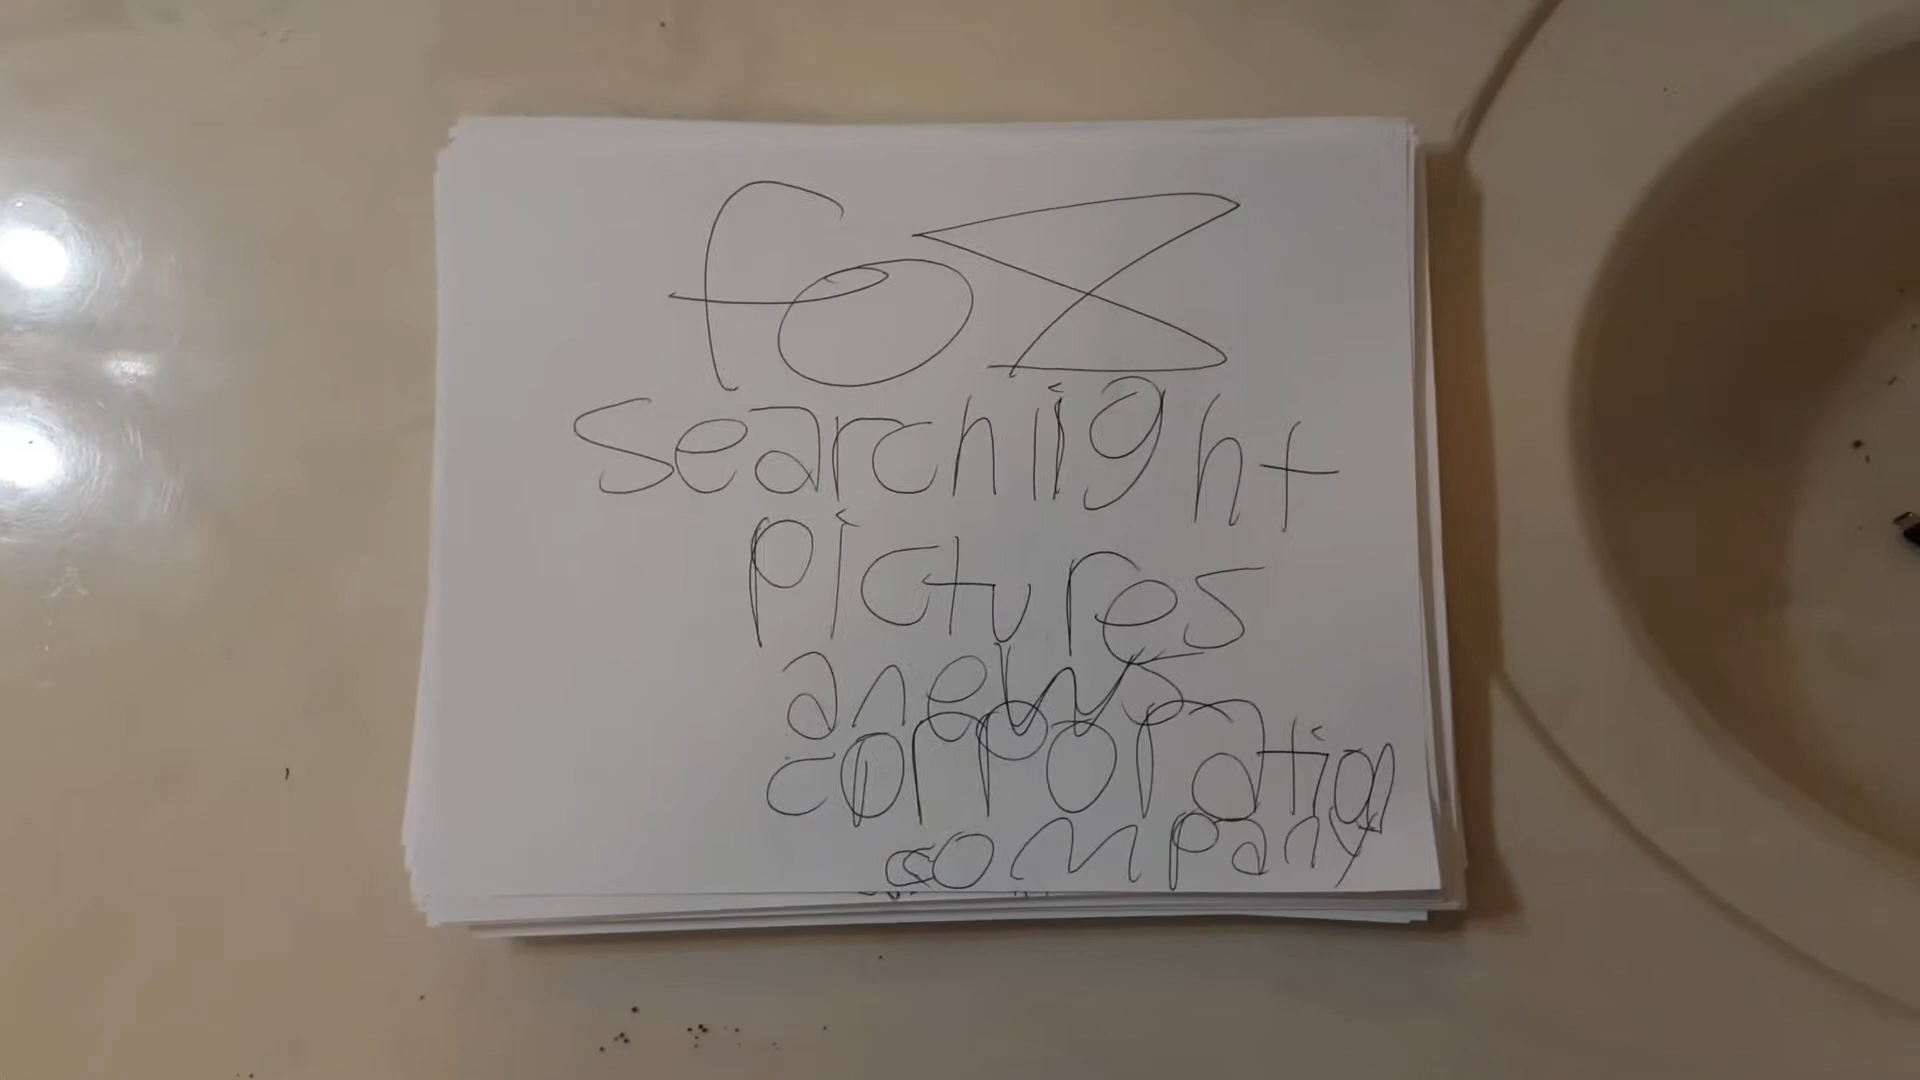 fox
searchlight
pictures
a news
corporation
company